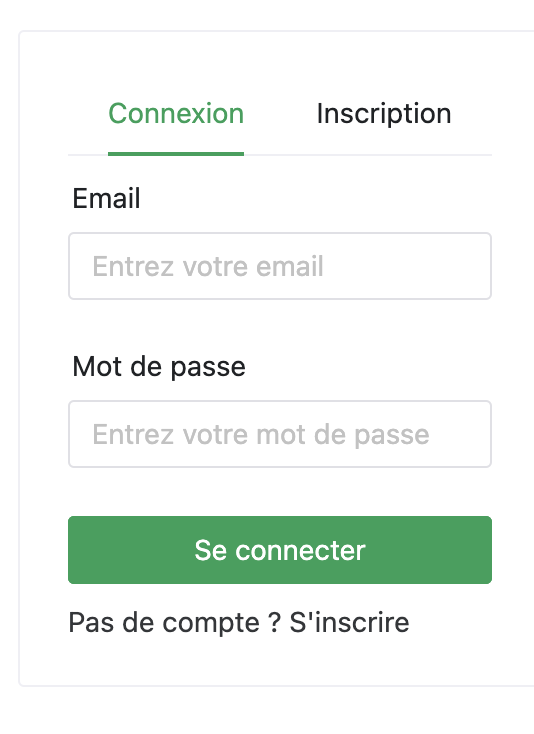 Connexion Inscription
Email
Entrez votre email
Mot de passe
Entrez votre mot de passe
Se connecter
Pas de compte ? S'inscrire